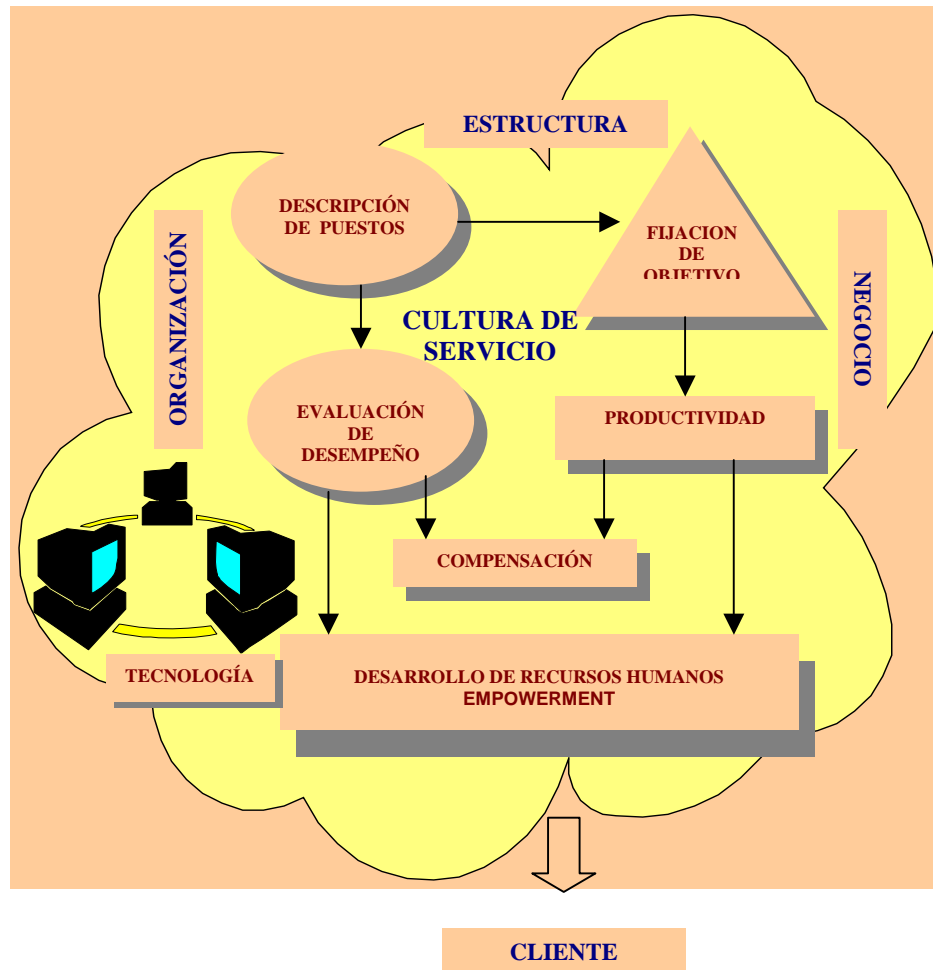 ESTRUCTURA
DESCRIPCIÓN
DE PUESTOS
FIJACION
DE
OBJETIVO
ORGANIZACIÓN
NEGOCIO
CULTURA DE
SERVICIO
EVALUACIÓN
DE
DESEMPEÑO
PRODUCTIVIDAD
COMPENSACIÓN
TECNOLOGÍA
DESARROLLO DE RECURSOS HUMANOS
EMPOWERMENT
CLIENTE